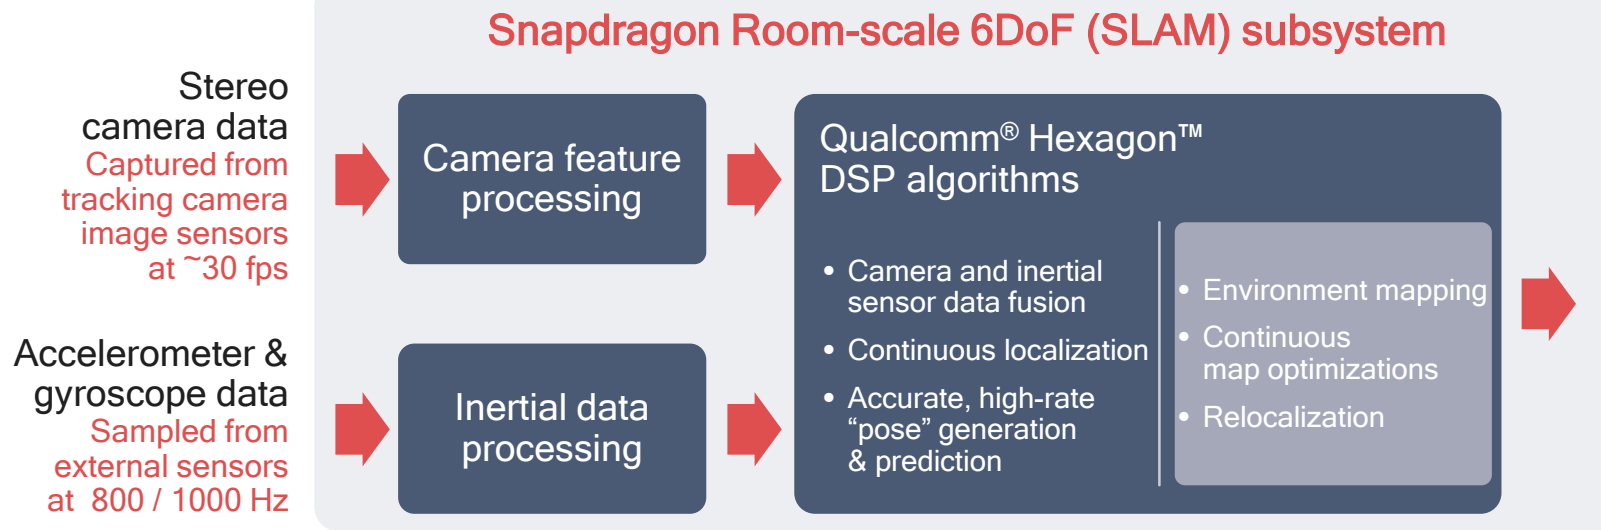 Snapdragon Room-scale 6DoF (SLAM) subsystem
Stereo
camera data
Captured from
tracking camera
image sensors
at ~30 fps
Camera feature
processing
Accelerometer &
gyroscope data
Sampled from
external sensors
at 800 / 1000 Hz
Inertial data
processing
Qualcomm® Hexagon™
DSP algorithms
• Camera and inertial
sensor data fusion
• Continuous localization
• Accurate, high-rate
“pose” generation
& prediction
• Environment mapping
• Continuous
map optimizations
• Relocalization